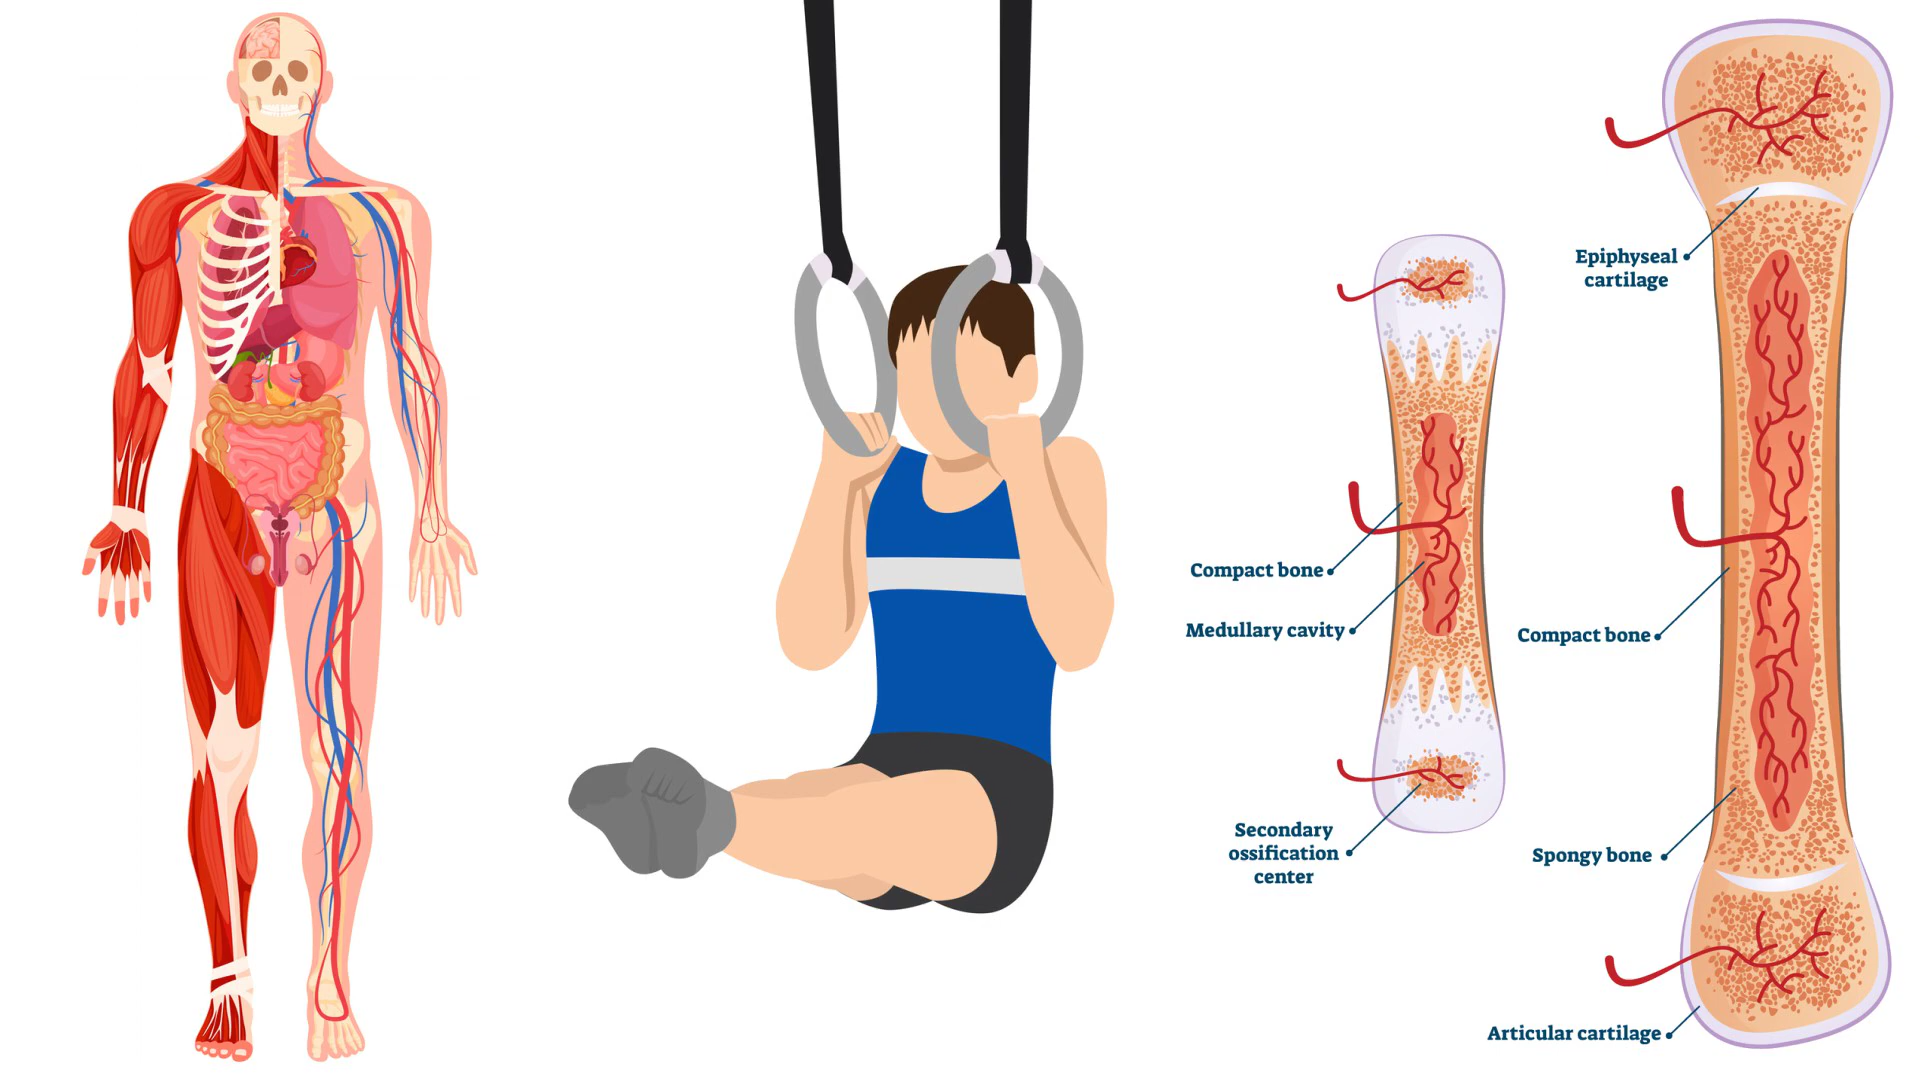 Epiphyseal
cartilage
Compact bone
Medullary cavity
Compact bone
Secondary
ossification
center
Spongy bone
Articular cartilage